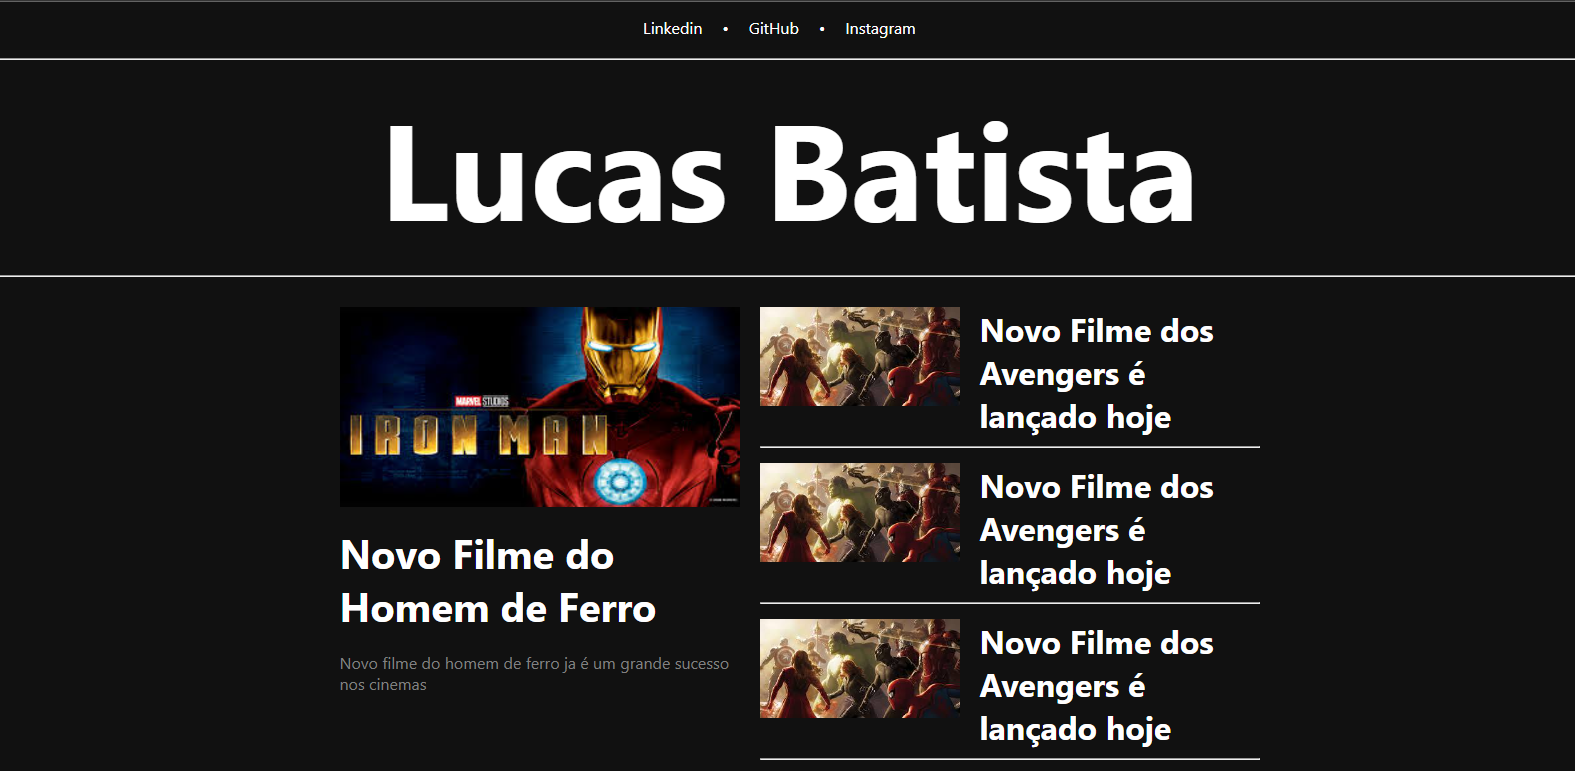 Linkedin • GitHub • Instagram
Lucas Batista
MARVEL STUDIOS
IRON MAN
Novo Filme do
Homem de Ferro
Novo filme do homem de ferro ja é um grande sucesso
nos cinemas
Novo Filme dos
Avengers é
lançado hoje
Novo Filme dos
Avengers é
lançado hoje
Novo Filme dos
Avengers é
lançado hoje